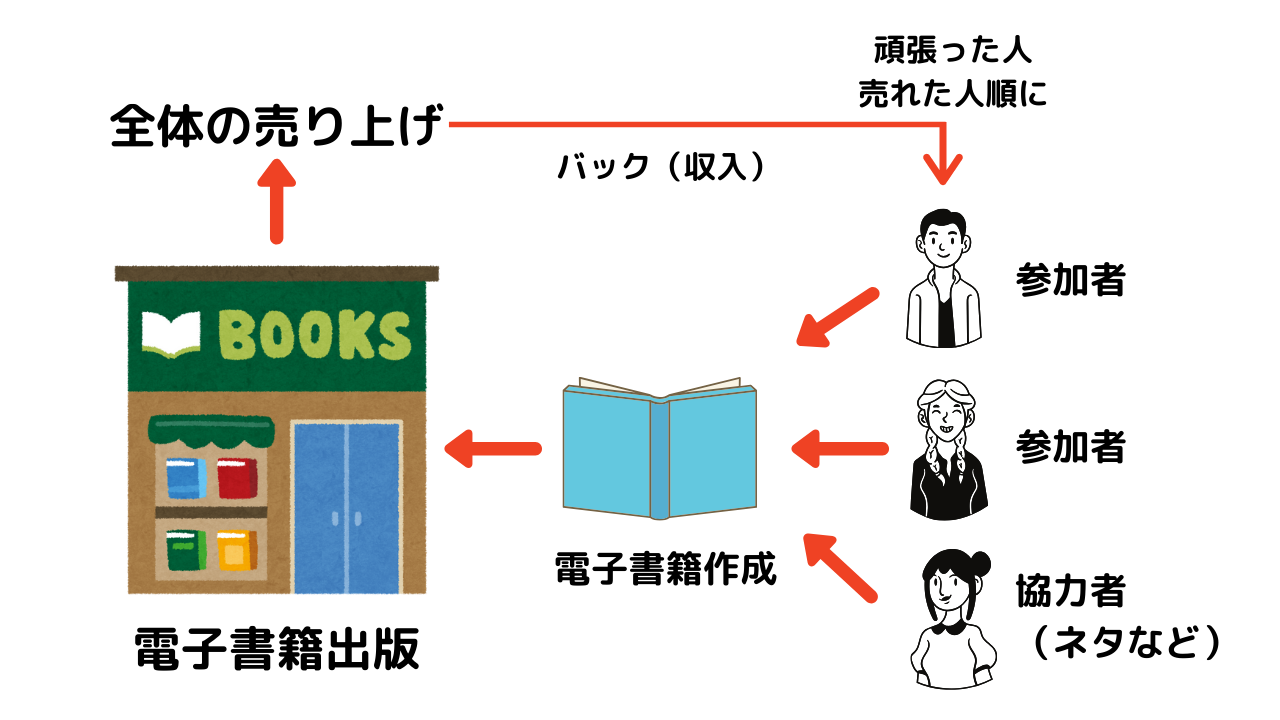 頑張った人
売れた人順に
全体の売り上げ
バック（収入）
参加者
BOOKS
参加者
電子書籍作成
協力者
（ネタなど）
電子書籍出版